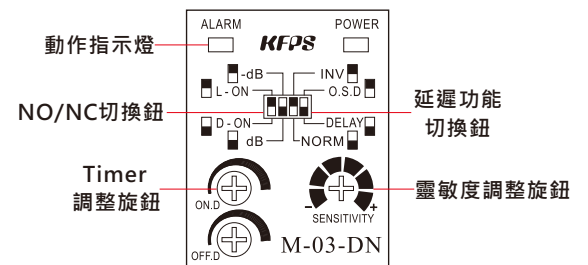 ALARM
POWER
動作指示燈
KFPS
-dB
INV
L-ON
O.S.D
NO/NC切換鈕
延遲功能
切換鈕
D-ON
DELAY
dB
NORM
Timer
調整旋鈕
ON.D
- +
SENSITIVITY
靈敏度調整旋鈕
OFF.D
M-03-DN